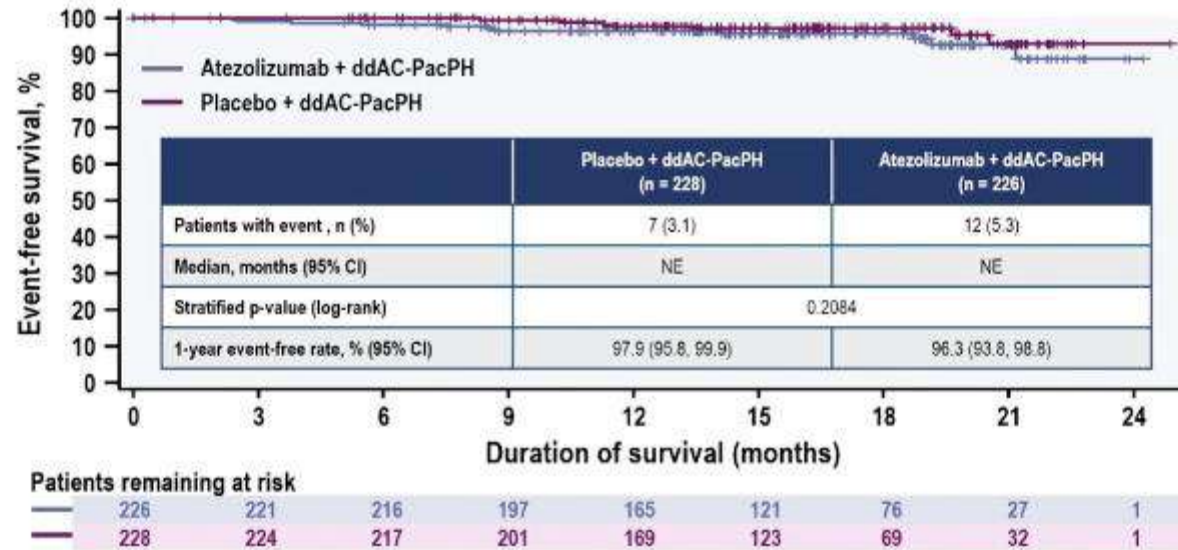 100
90
80
70
60
50
40
30
20
10
0
Event-free survival, %
Atezolizumab + ddAC-PacPH
Placebo + ddAC-PacPH
Placebo + ddAC-PacPH (n = 228) Atezolizumab + ddAC-PacPH (n = 226)
Patients with event , n (%) 7 (3.1) 12 (5.3)
Median, months (95% CI) NE NE
Stratified p-value (log-rank) 0.2084
1-year event-free rate, % (95% CI) 97.9 (95.8, 99.9) 96.3 (93.8, 98.8)
0 3 6 9 12 15 18 21 24
Duration of survival (months)
Patients remaining at risk
226 221 216 197 165 121 76 27 1
228 224 217 201 169 123 69 32 1